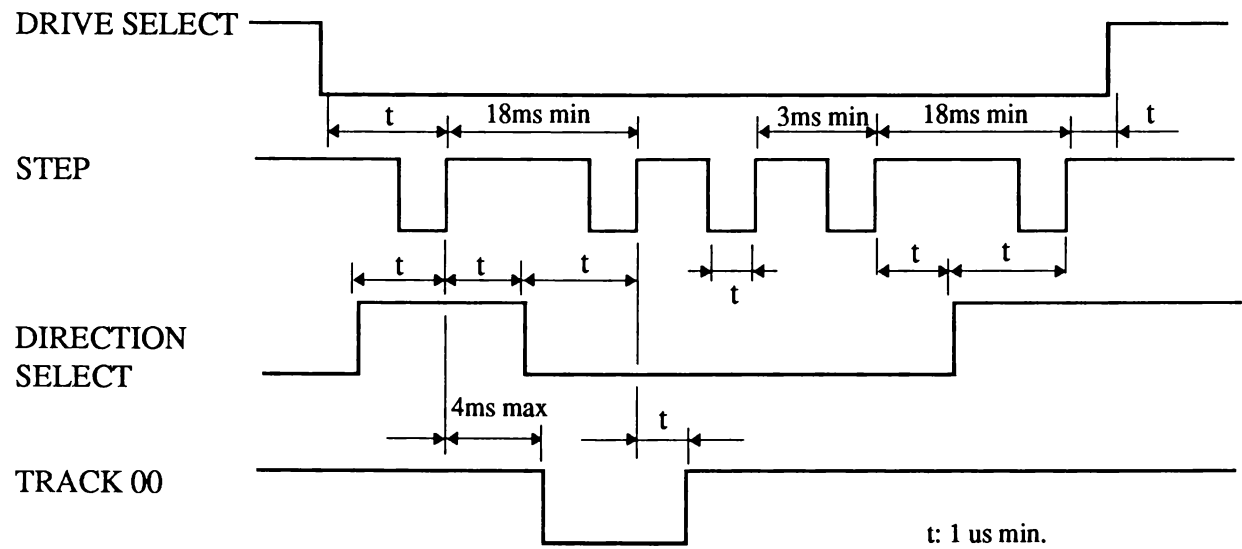 DRIVE SELECT
t
18ms min
3ms min
18ms min
t
STEP
t
t
t
t
t
t
DIRECTION
SELECT
4ms max
t
TRACK 00
t: 1 us min.